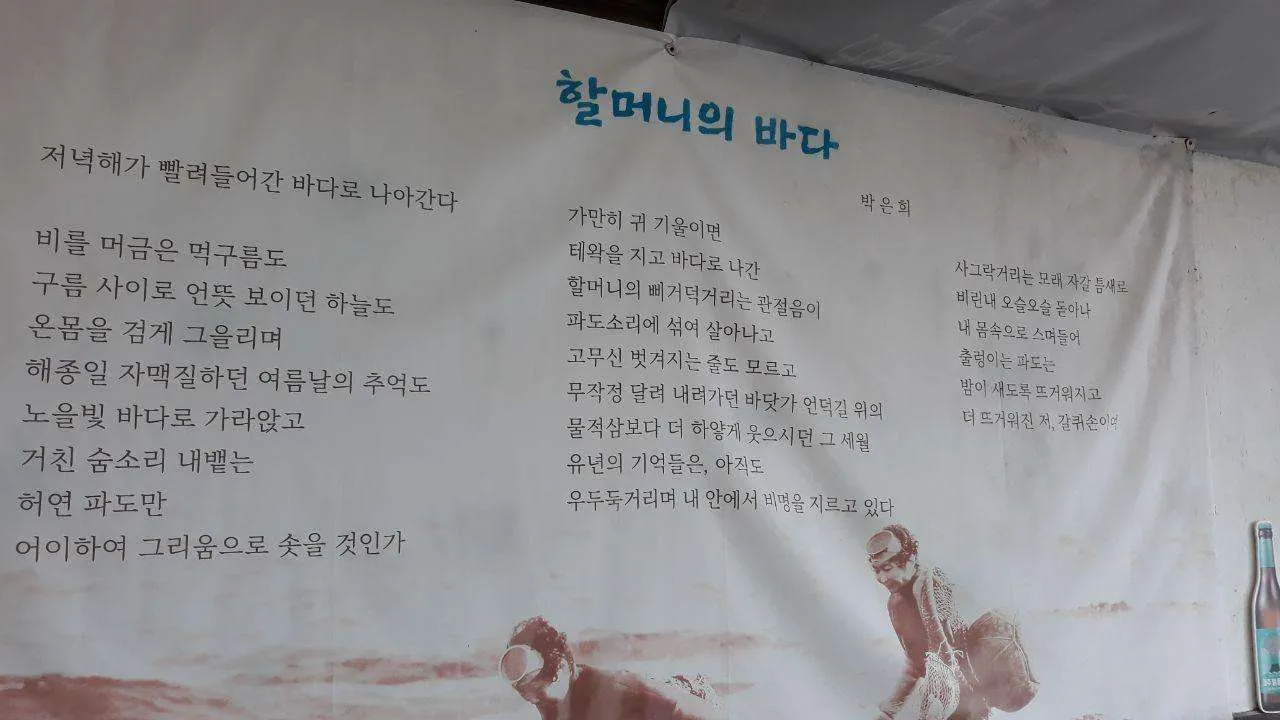 할머니의 바다
박은희
저녁해가 빨려들어간 바다로 나아간다
비를 머금은 먹구름도
구름 사이로 언뜻 보이던 하늘도
온몸을 검게 그을리며
해종일 자맥질하던 여름날의 추억도
노을빛 바다로 가라앉고
거친 숨소리 내뱉는
허연 파도만
어이하여 그리움으로 솟을 것인가
가만히 귀 기울이면
테왁을 지고 바다로 나간
할머니의 삐거덕거리는 관절음이
파도소리에 섞여 살아나고
고무신 벗겨지는 줄도 모르고
무작정 달려 내려가던 바닷가 언덕길 위의
물적삼보다 더 하얗게 웃으시던 그 세월
유년의 기억들은, 아직도
우두둑거리며 내 안에서 비명을 지르고 있다
사그락거리는 모래 자갈 틈새로
비린내 오슬오슬 돋아나
내 몸속으로 스며들어
출렁이는 파도는
밤이 새도록 뜨거워지고
더 뜨거워진 저, 갈퀴손이여